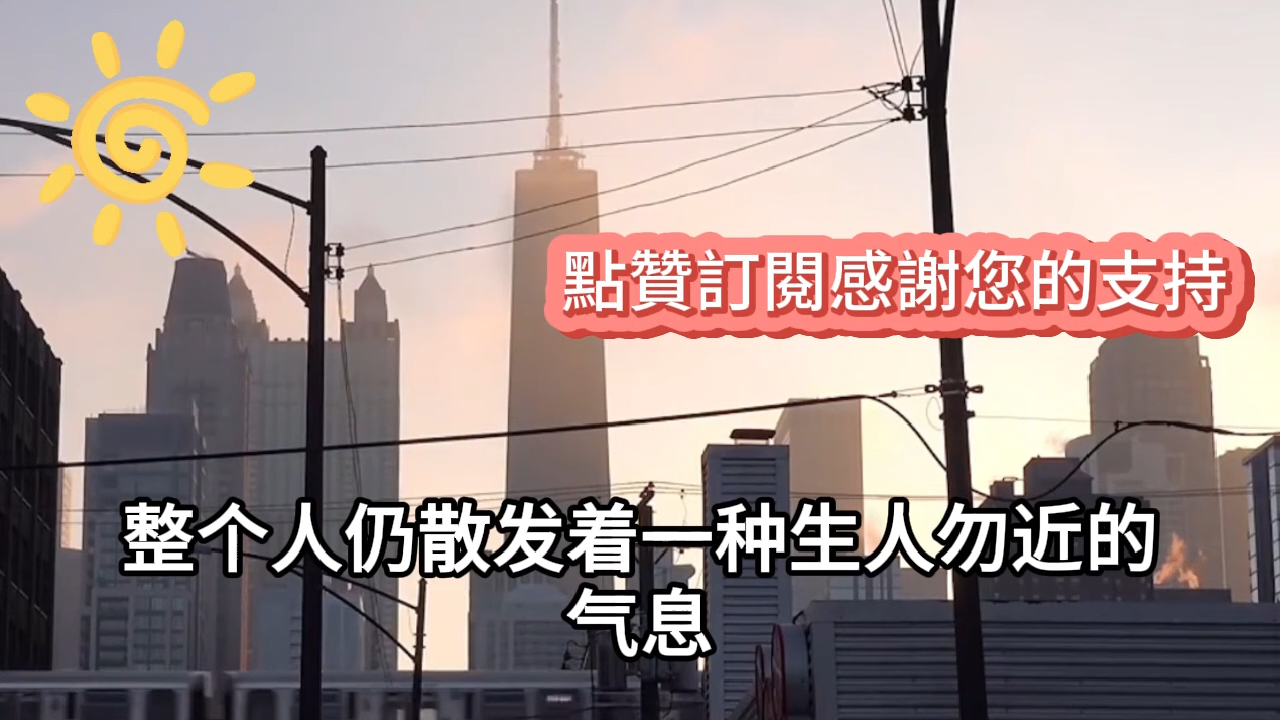 點贊訂閱感謝您的支持
整个人仍散发着一种生人勿近的
气息